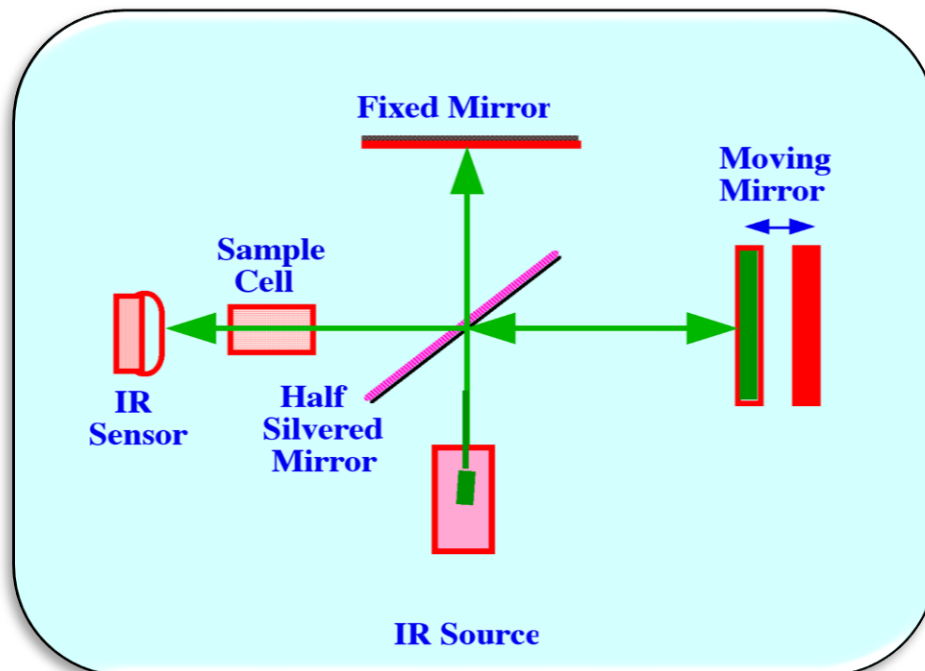 Fixed Mirror
Moving
Mirror
Sample
Cell
IR
Sensor
Half
Silvered
Mirror
IR Source